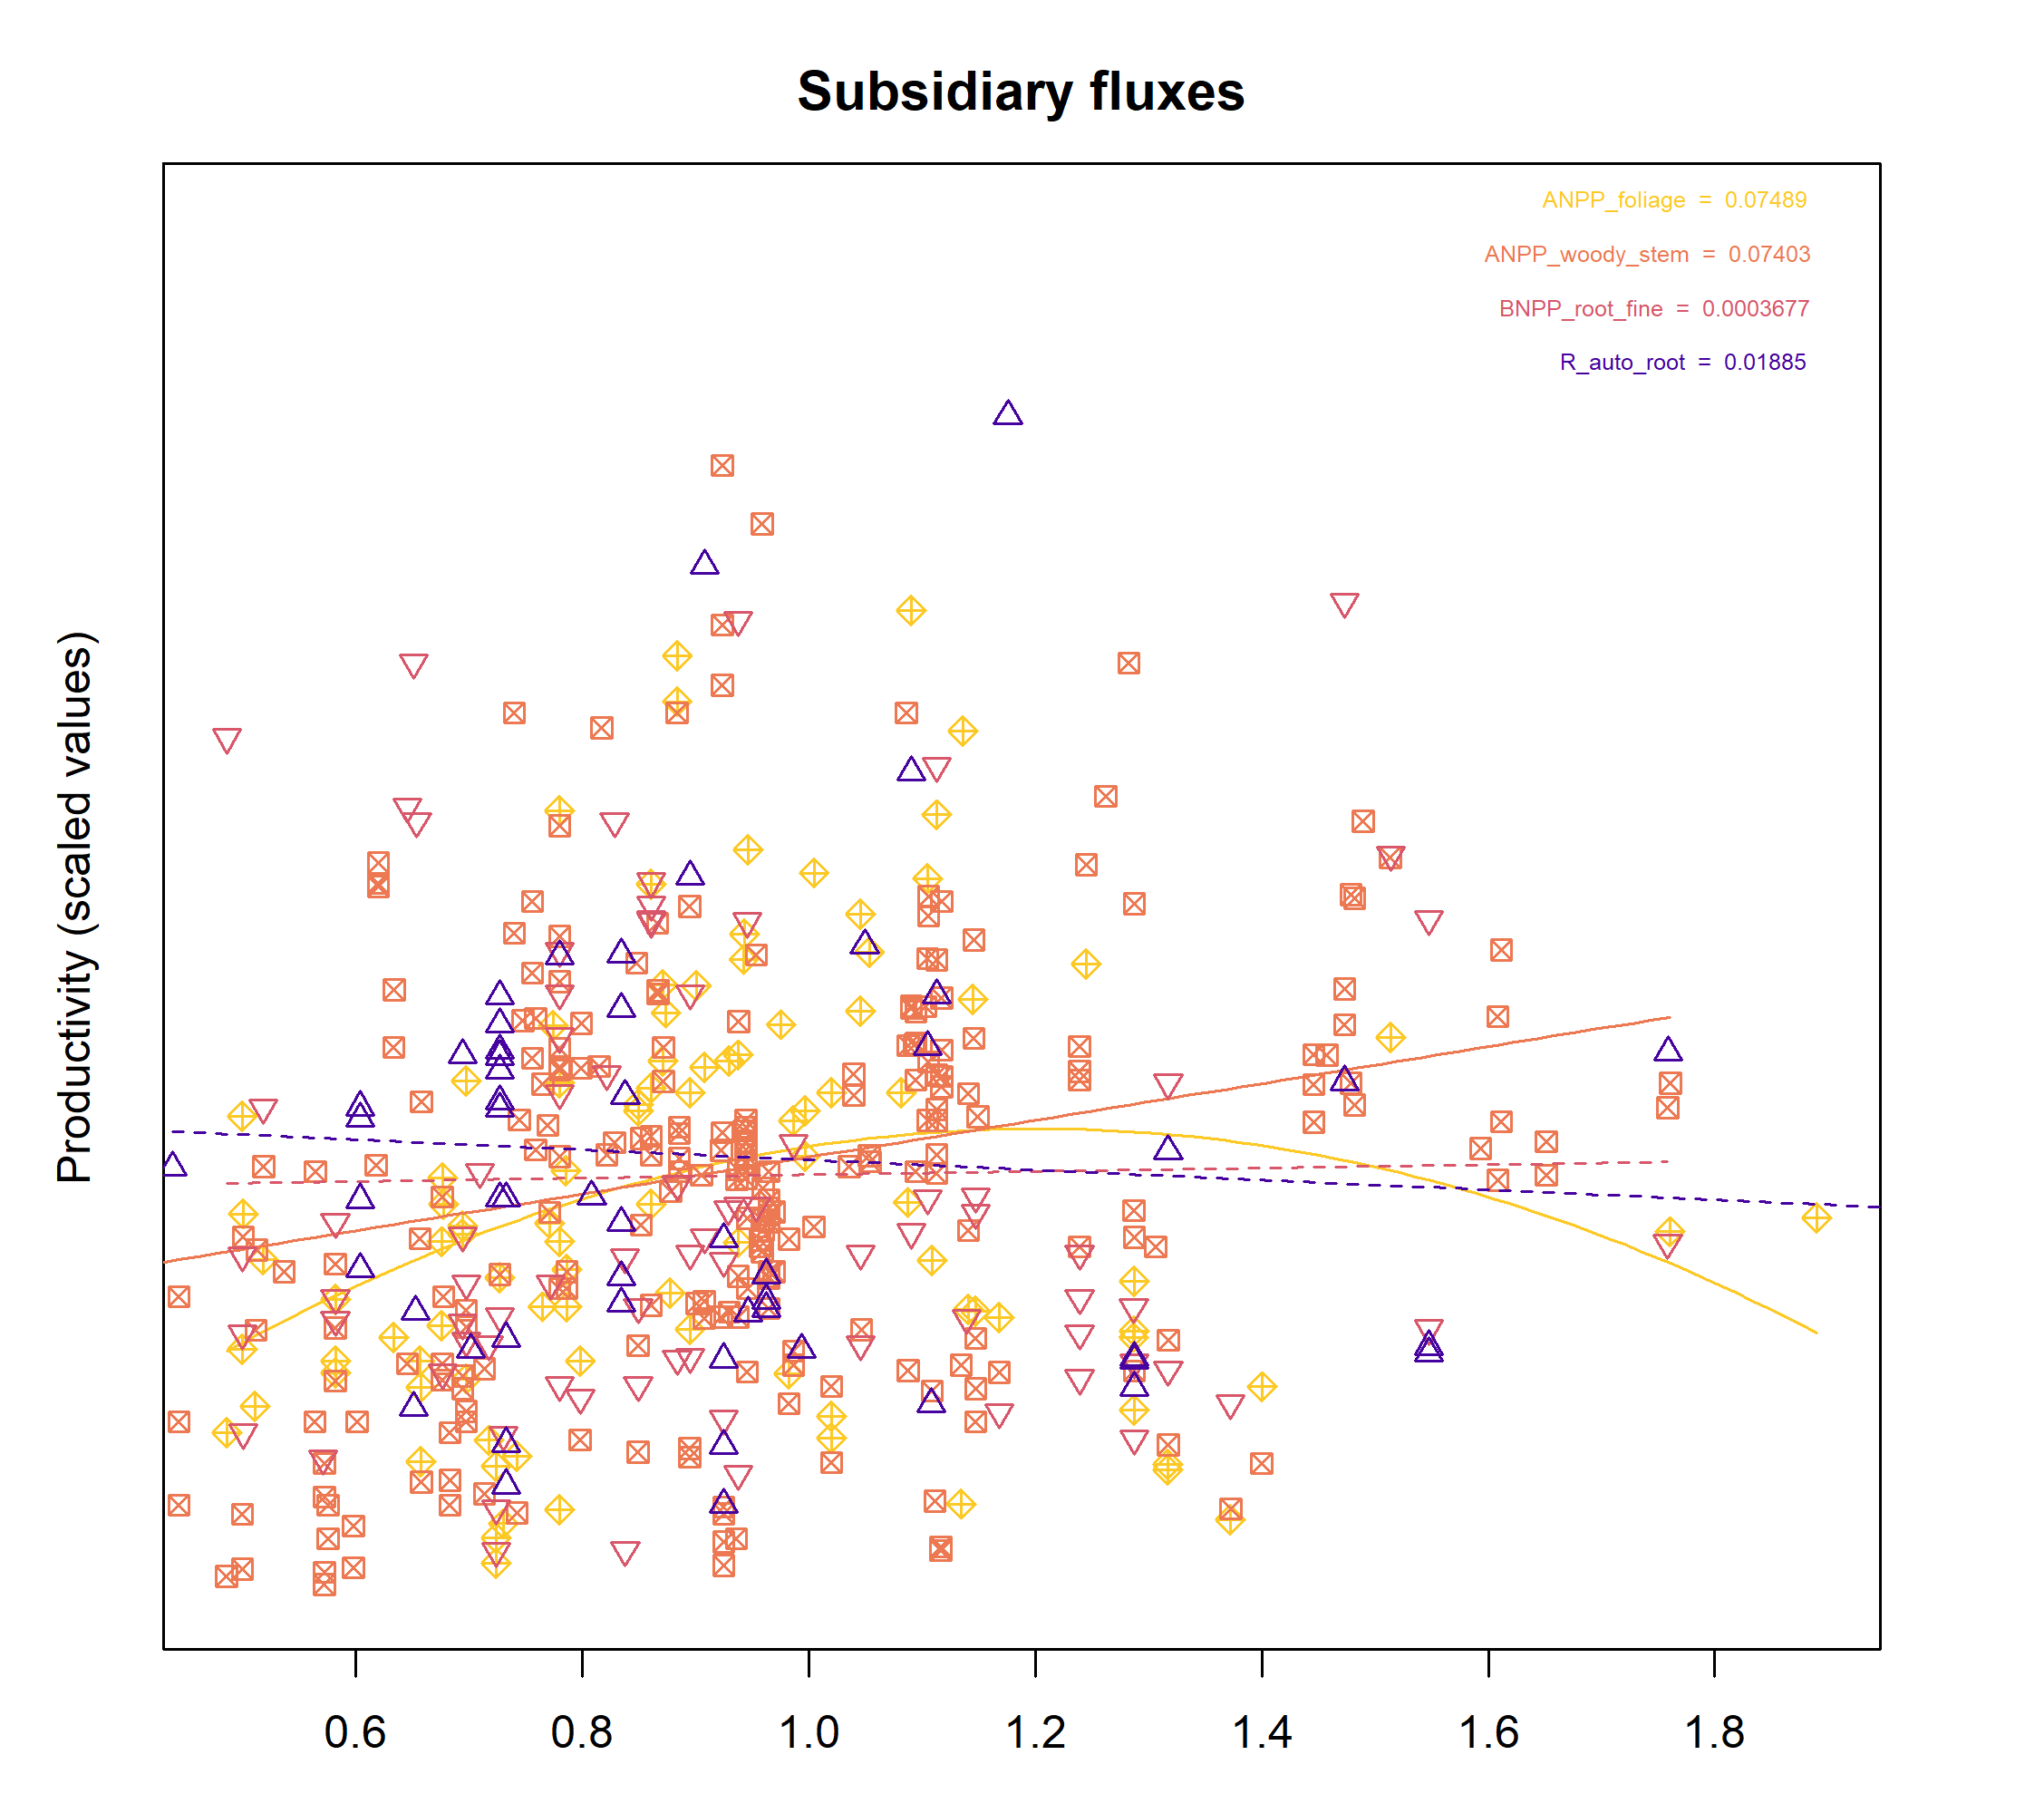 Subsidiary fluxes
ANPP_foliage = 0.07489
ANPP_woody_stem = 0.07403
BNPP_root_fine = 0.0003677
R_auto_root = 0.01885
Productivity (scaled values)
0.6 0.8 1.0 1.2 1.4 1.6 1.8